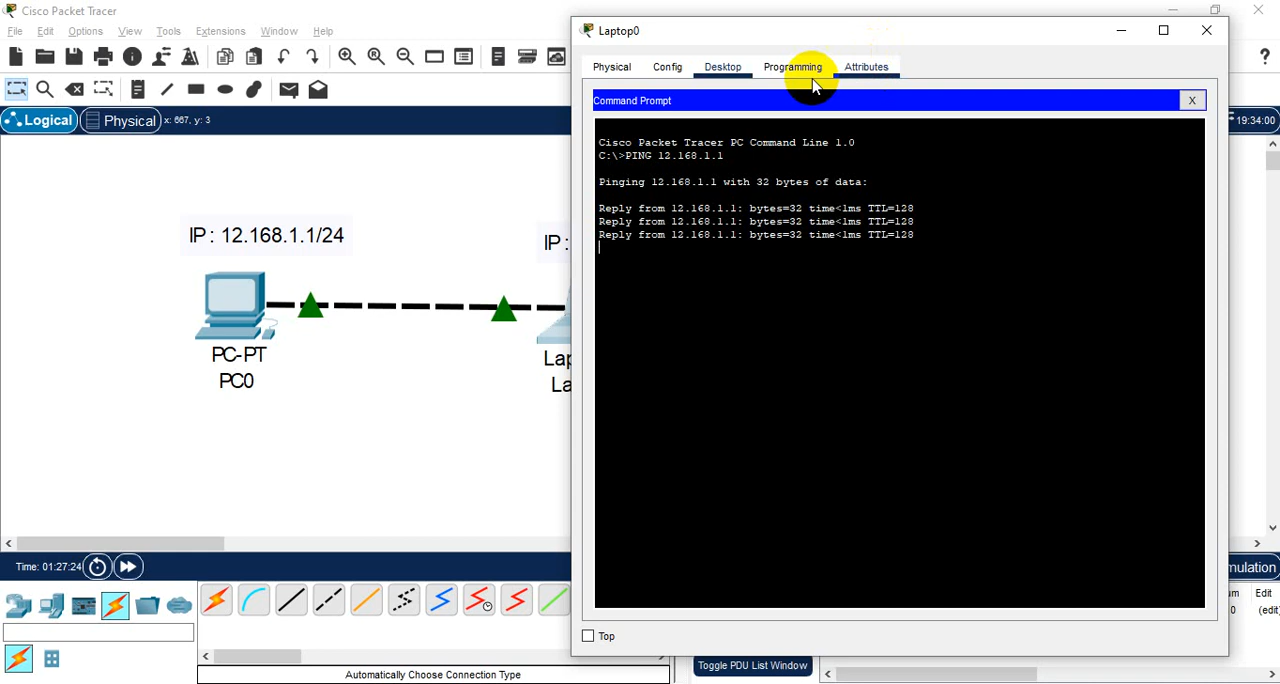 Cisco Packet Tracer
File Edit Options View Tools Extensions Window Help
Logical Physical x: 667, y: 3
19:34:00
IP : 12.168.1.1/24
PC-PT
PC0
IP :
Lap
La
Laptop0
Physical Config Desktop Programming Attributes
Command Prompt
X
Cisco Packet Tracer PC Command Line 1.0
C:\>PING 12.168.1.1
Pinging 12.168.1.1 with 32 bytes of data:
Reply from 12.168.1.1: bytes=32 time<1ms TTL=128
Reply from 12.168.1.1: bytes=32 time<1ms TTL=128
Reply from 12.168.1.1: bytes=32 time<1ms TTL=128
Top
Time: 01:27:24
mulation
um Edit
0 (edit)
Automatically Choose Connection Type
Toggle PDU List Window